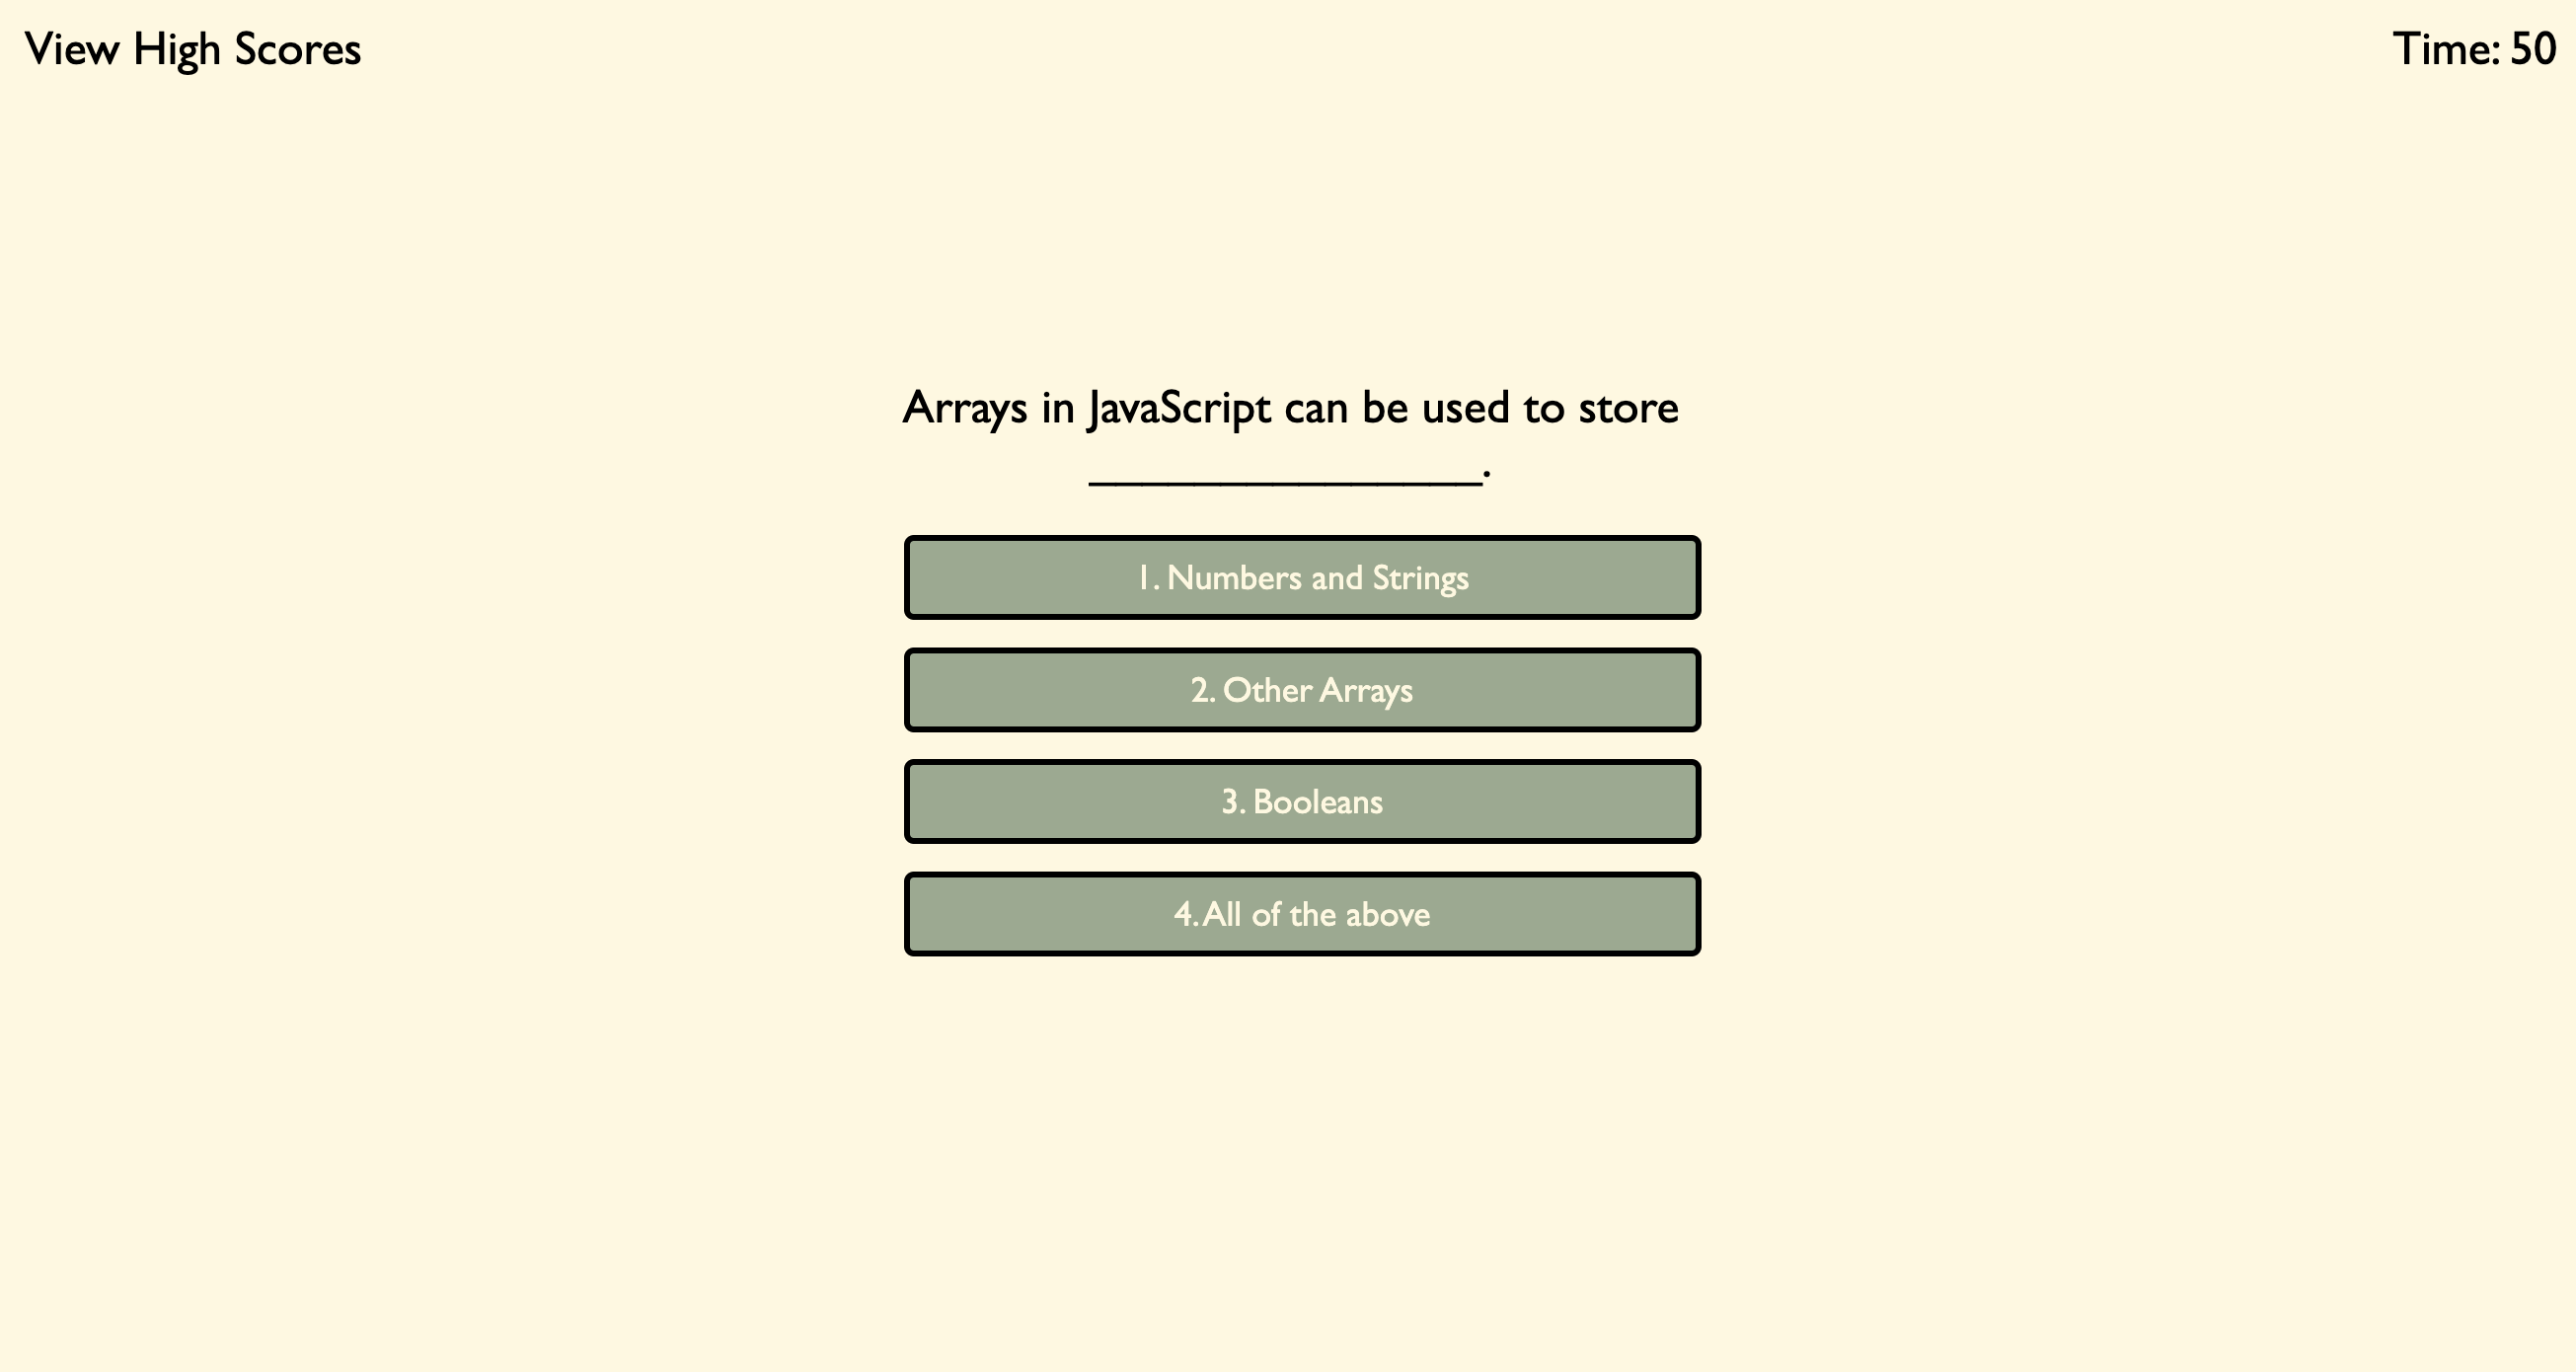 View High Scores
Time: 50
Arrays in JavaScript can be used to store
_______________.
1. Numbers and Strings
2. Other Arrays
3. Booleans
4. All of the above